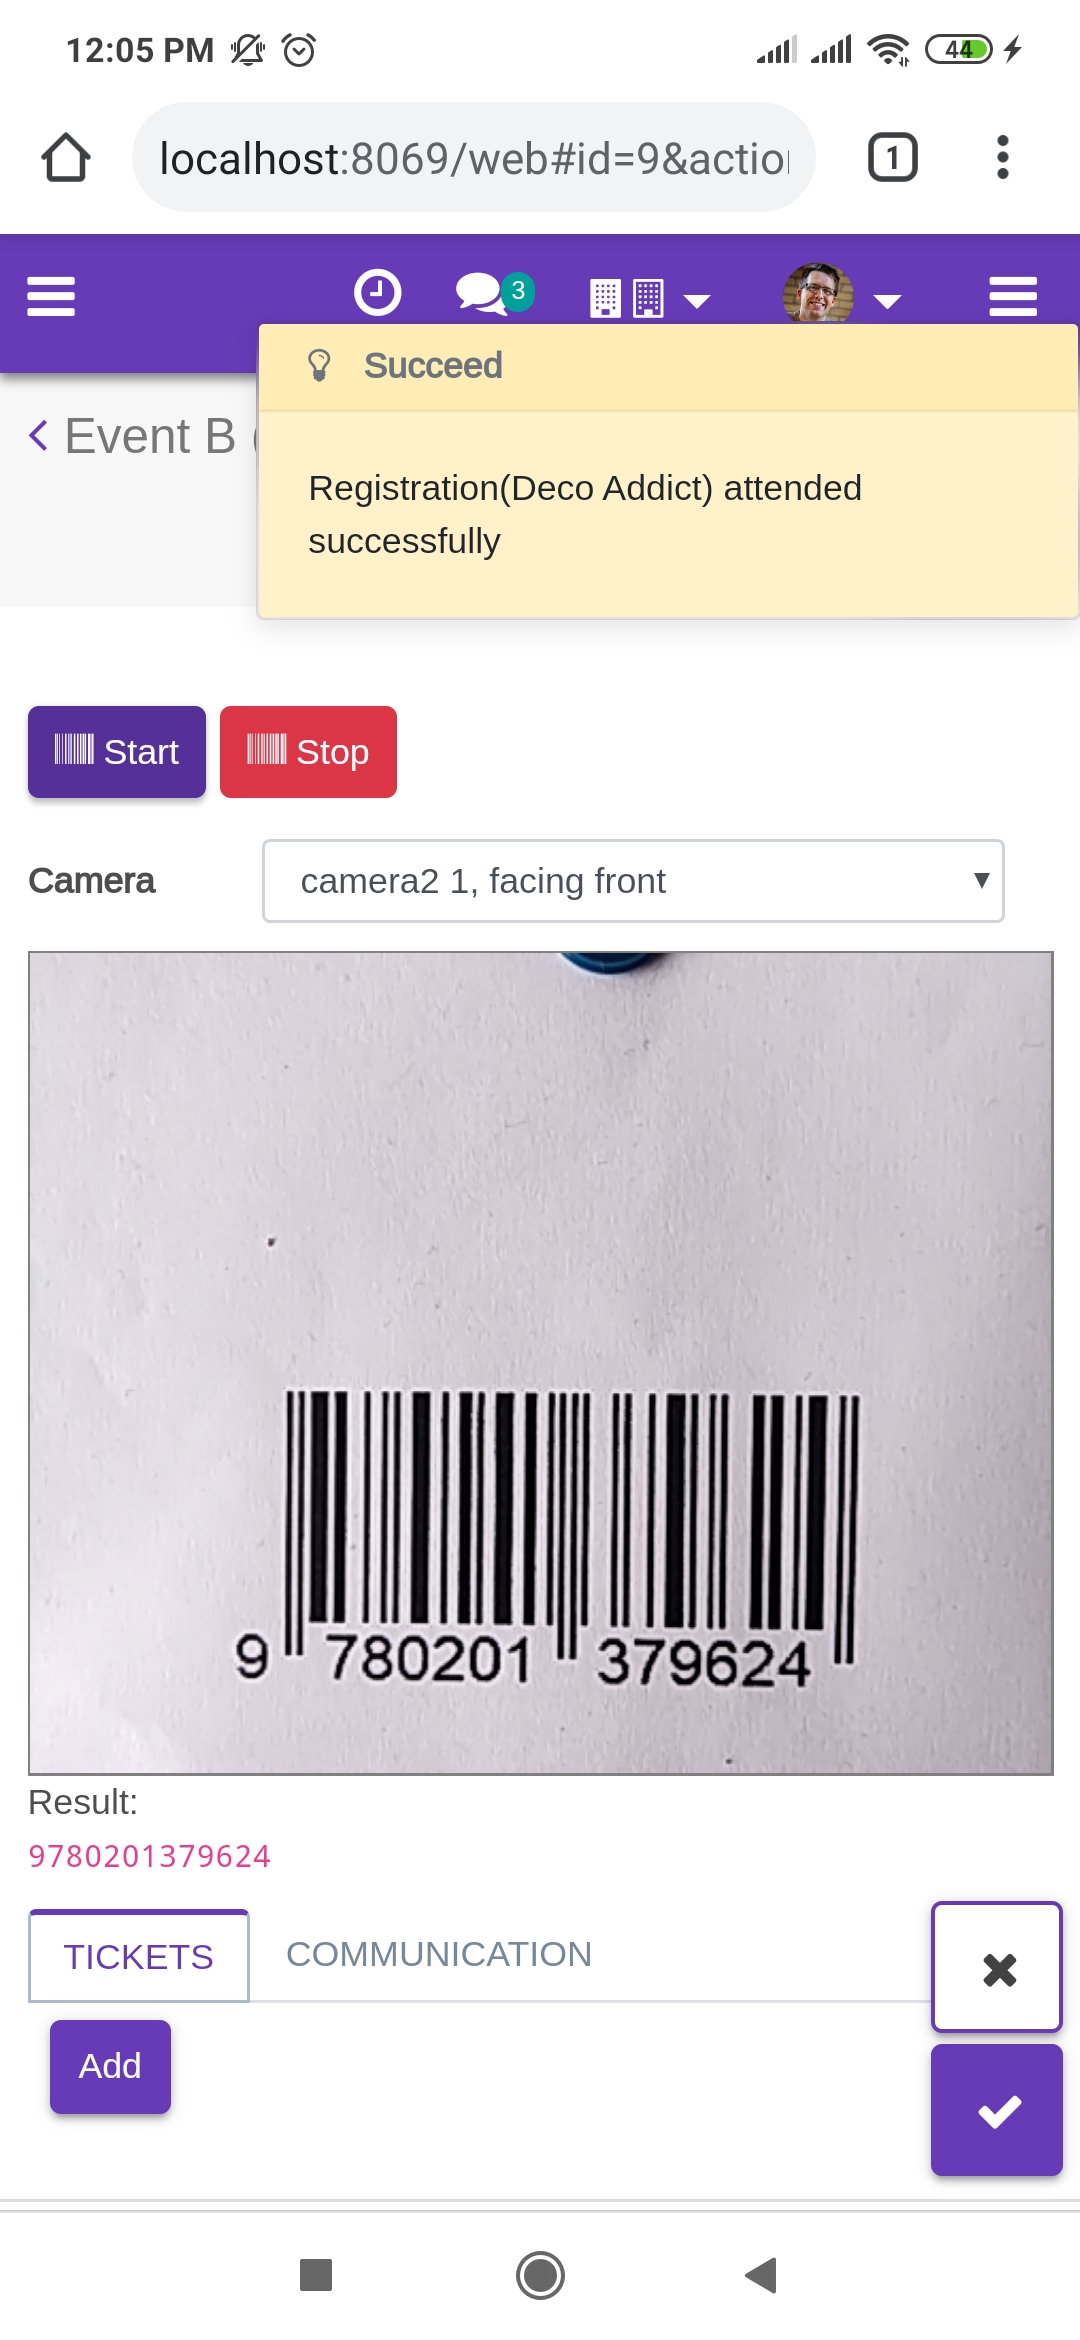 12:05 PM
44
localhost:8069/web#id=9&actio
1
3
Succeed
Event B
Registration(Deco Addict) attended
successfully
Start
Stop
Camera
camera2 1, facing front
9 780201 379624
Result:
9780201379624
TICKETS
COMMUNICATION
Add